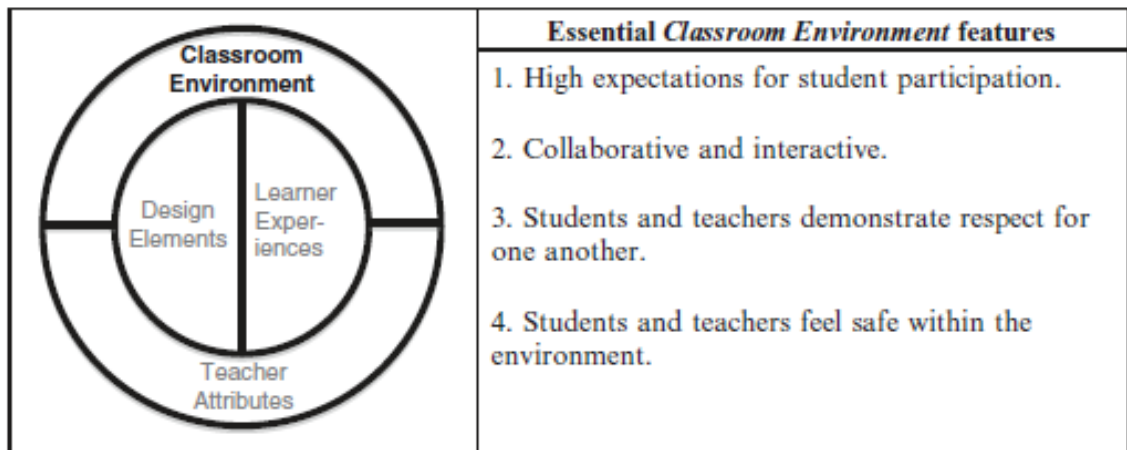 Classroom
Environment
Design
Elements
Learner
Exper-
iences
Teacher
Attributes
Essential Classroom Environment features
1. High expectations for student participation.
2. Collaborative and interactive.
3. Students and teachers demonstrate respect for
one another.
4. Students and teachers feel safe within the
environment.